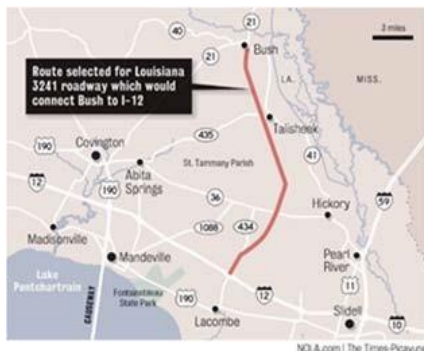 21
40
21
Bush
3 miles
LA.
MISS.
Route selected for Louisiana
3241 roadway which would
connect Bush to I-12
Talisheek
435
190
Covington
St. Tammany Parish
41
12
190
Abita
Springs
36
59
Hickory
1088
434
Madisonville
Mandeville
Pearl
River
Lake
Pontchartrain
CAUSEWAY
Fontainebleau
State Park
190
12
11
Lacombe
Slidell
10
NOLA.com | The Times-Picayune